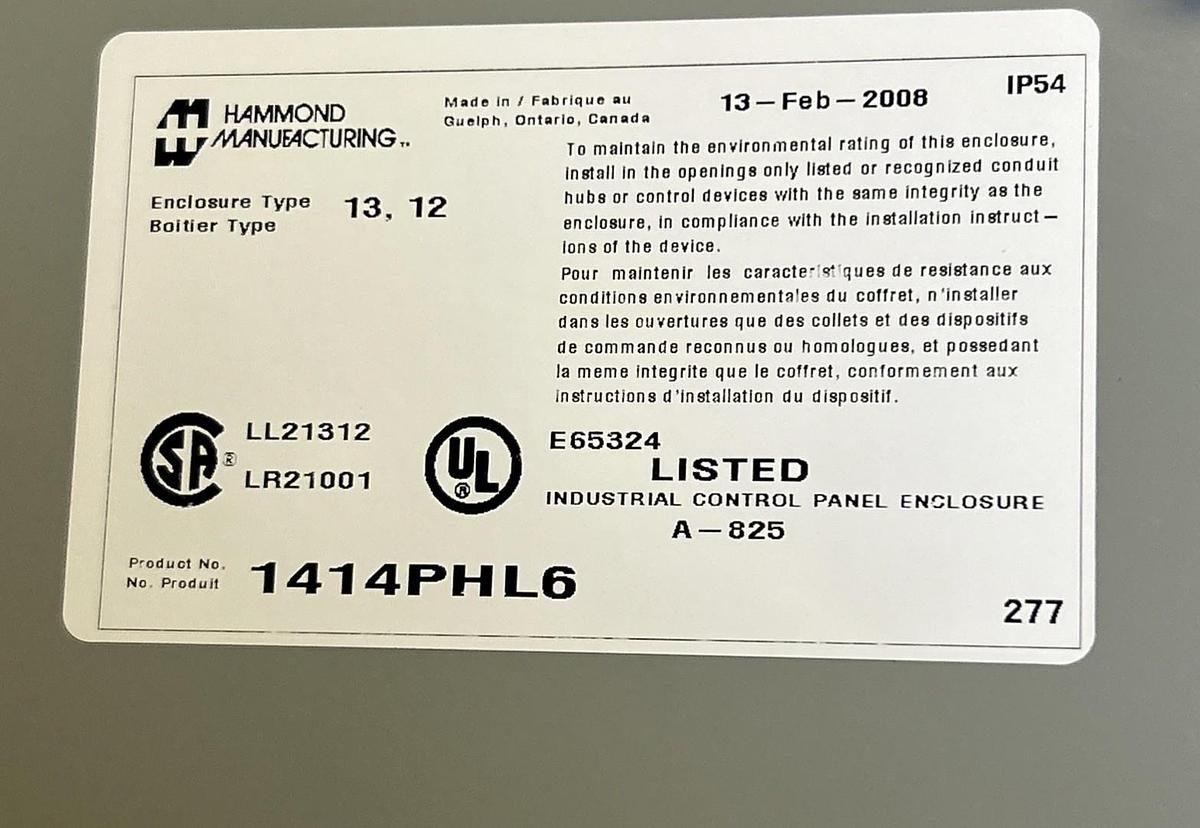 HAMMOND
MANUFACTURING™
Made in / Fabrique au
Guelph, Ontario, Canada
13-Feb-2008
IP54
Enclosure Type
Boitier Type
13, 12
To maintain the environmental rating of this enclosure,
install in the openings only listed or recognized conduit
hubs or control devices with the same integrity as the
enclosure, in compliance with the installation instruct-
ions of the device.
Pour maintenir les caracteristiques de resistance aux
conditions environnementales du coffret, n'installer
dans les ouvertures que des collets et des dispositifs
de commande reconnus ou homologues, et possedant
la meme integrite que le coffret, conformement aux
instructions d'installation du dispositif.
SA®
LL21312
LR21001
UL®
E65324
LISTED
INDUSTRIAL CONTROL PANEL ENCLOSURE
A-825
Product No.
No. Produit
1414PHL6
277